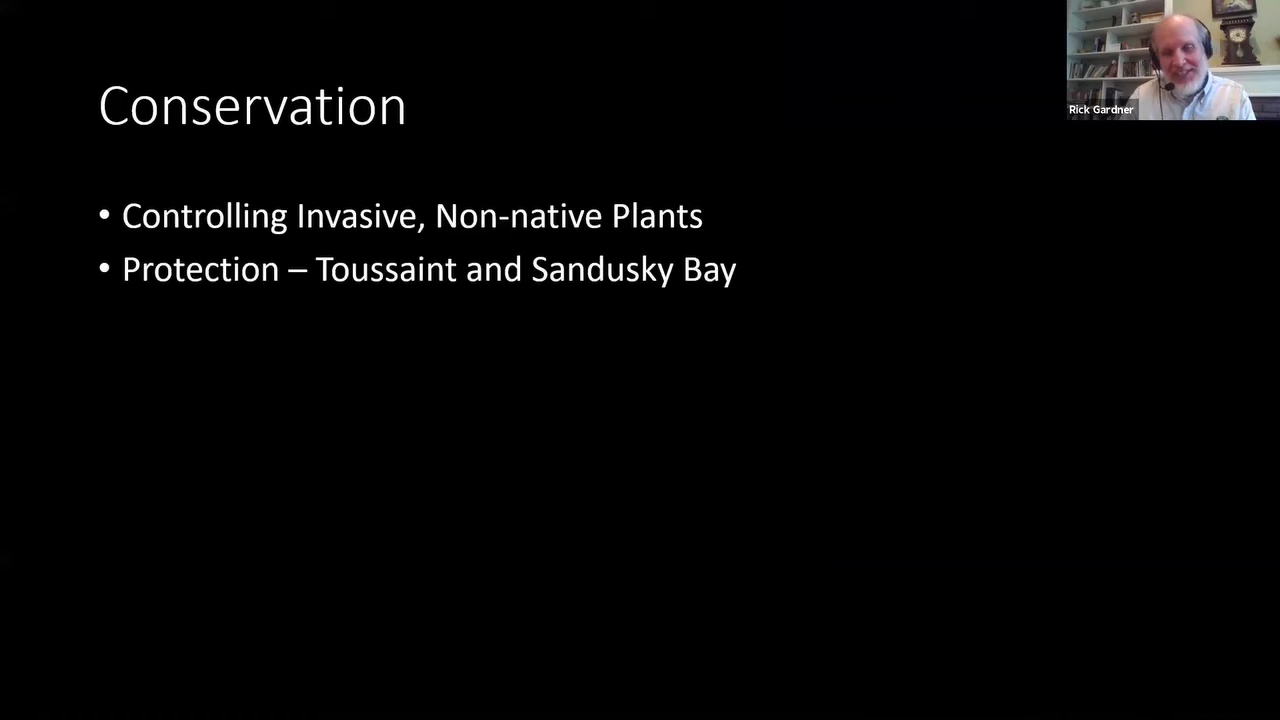 Conservation
• Controlling Invasive, Non-native Plants
• Protection – Toussaint and Sandusky Bay
Rick Gardner